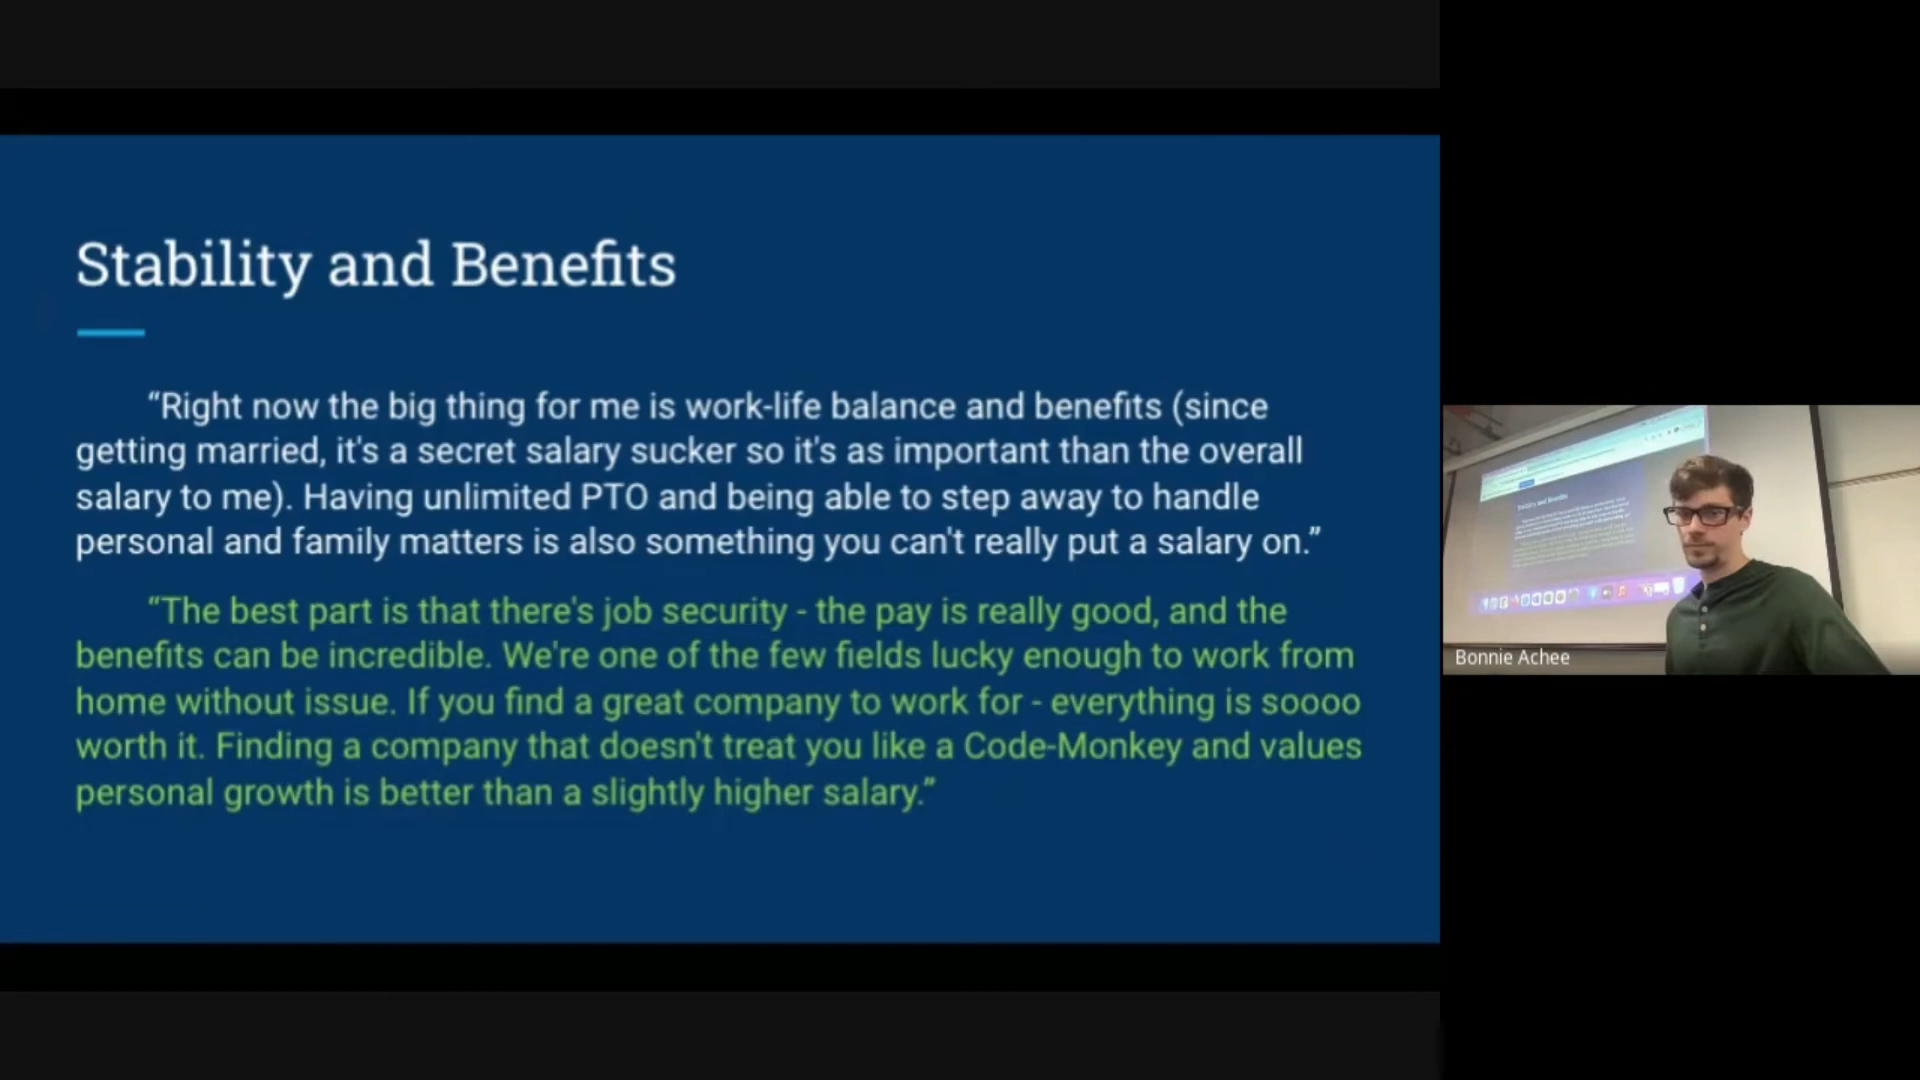 Stability and Benefits
“Right now the big thing for me is work-life balance and benefits (since
getting married, it's a secret salary sucker so it's as important than the overall
salary to me). Having unlimited PTO and being able to step away to handle
personal and family matters is also something you can't really put a salary on.”
“The best part is that there's job security - the pay is really good, and the
benefits can be incredible. We're one of the few fields lucky enough to work from
home without issue. If you find a great company to work for - everything is soooo
worth it. Finding a company that doesn't treat you like a Code-Monkey and values
personal growth is better than a slightly higher salary.”
Bonnie Achee